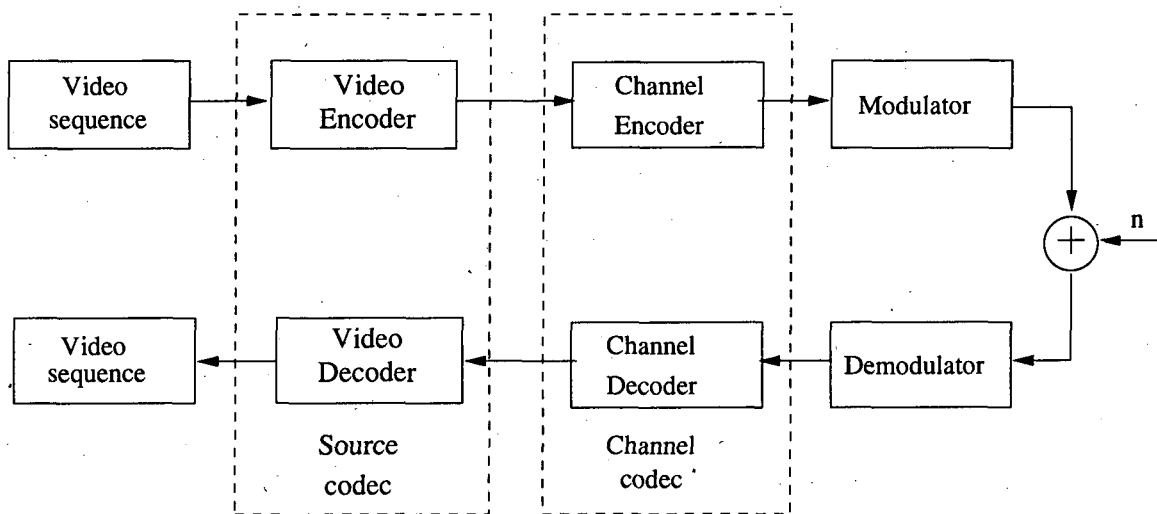 Video
sequence
Video
Encoder
Channel
Encoder
Modulator
n
+
Video
sequence
Video
Decoder
Channel
Decoder
Demodulator
Source
codec
Channel
codec